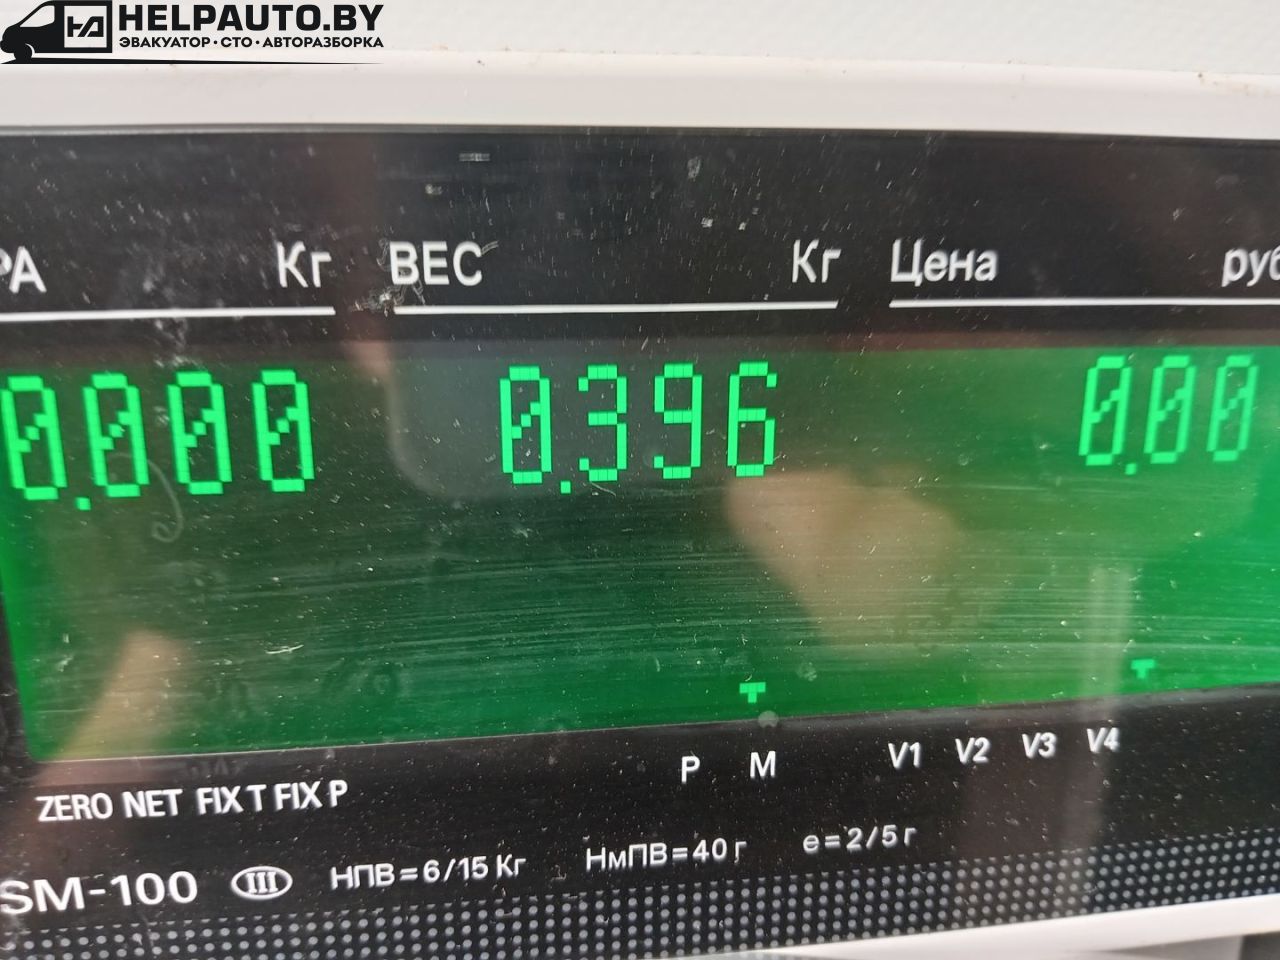 HELPAUTO.BY
ЭВАКУАТОР•СТО•АВТОРАЗБОРКА
РА Кг ВЕС Кг Цена руб
0.000 0.396 0.00
P M V1 V2 V3 V4
ZERO NET FIX T FIX P
SM-100 III НПВ=6/15 Кг НмПВ=40 г e=2/5 г